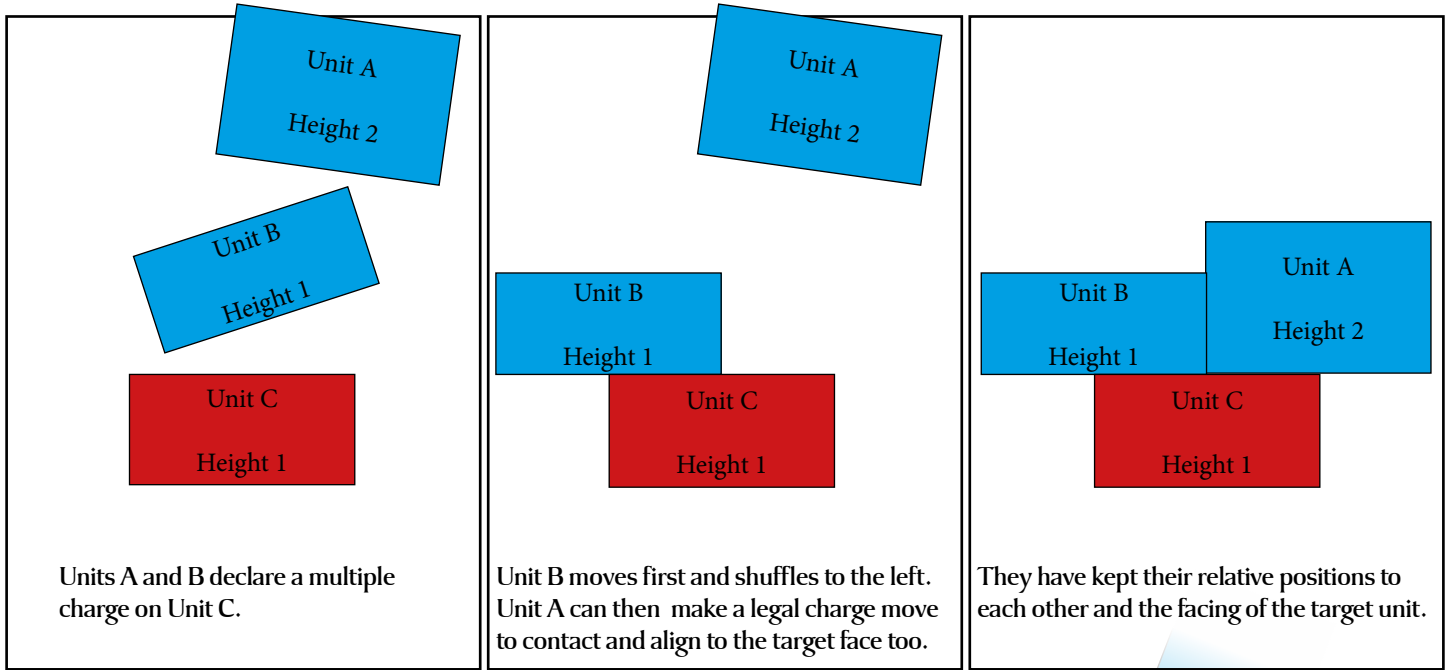 Unit A
Height 2
Unit B
Height 1
Unit C
Height 1
Units A and B declare a multiple
charge on Unit C.
Unit A
Height 2
Unit B
Height 1
Unit C
Height 1
Unit B moves first and shuffles to the left.
Unit A can then make a legal charge move
to contact and align to the target face too.
Unit A
Height 2
Unit B
Height 1
Unit C
Height 1
They have kept their relative positions to
each other and the facing of the target unit.